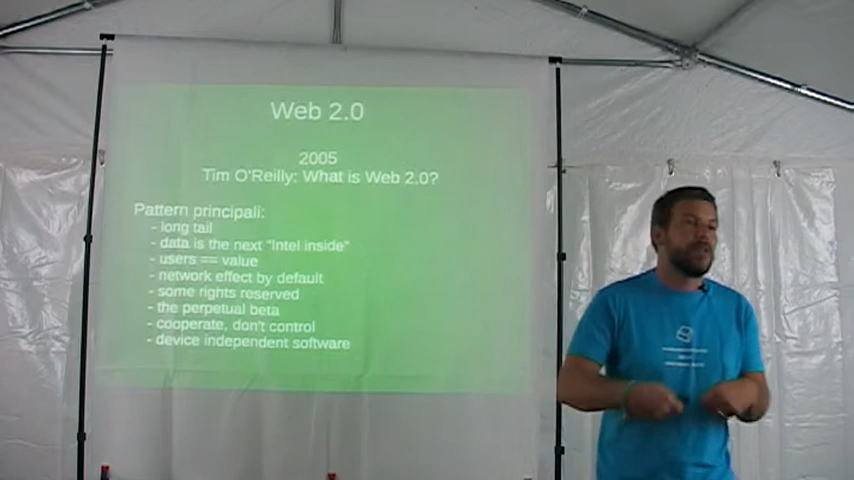 Web 2.0
2005
Tim O'Reilly: What is Web 2.0?
Pattern principali:
- long tail
- data is the next "Intel inside"
- users == value
- network effect by default
- some rights reserved
- the perpetual beta
- cooperate, don't control
- device independent software